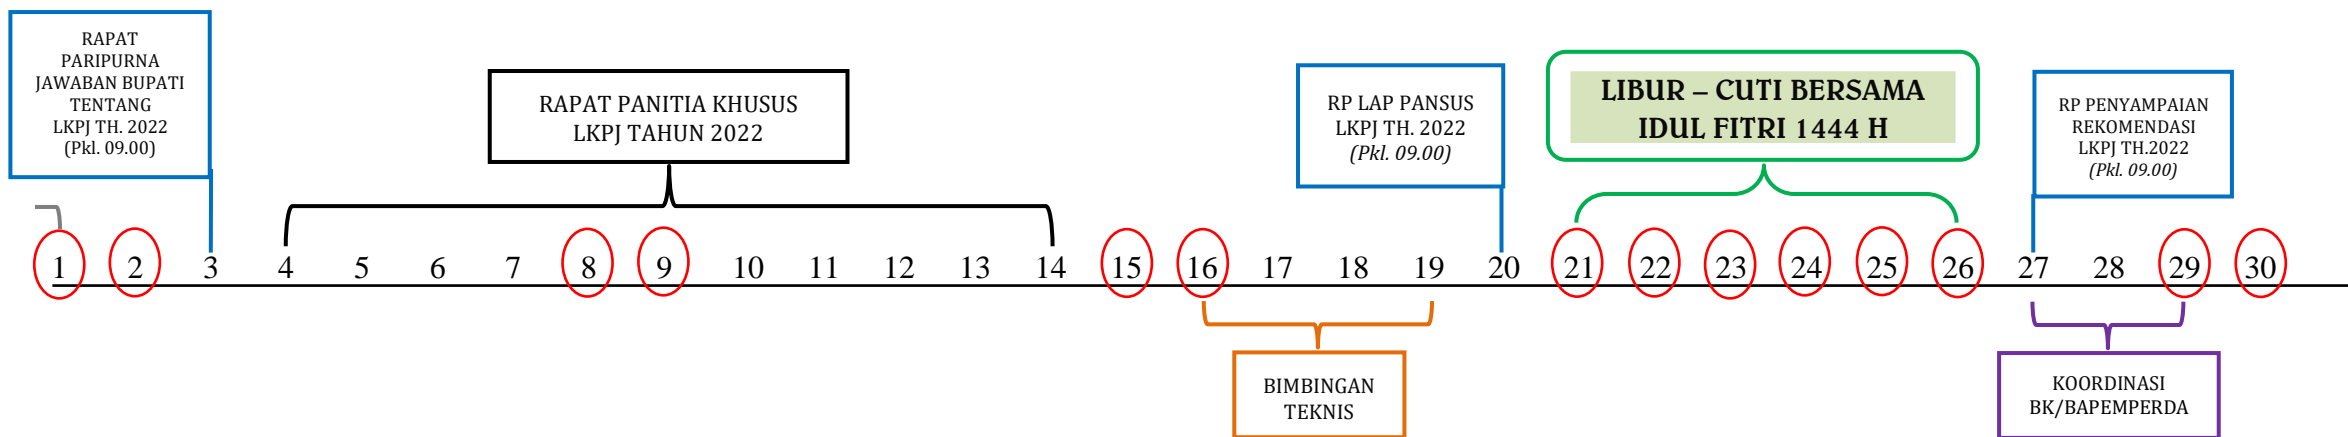 RAPAT
PARIPURNA
JAWABAN BUPATI
TENTANG
LKPJ TH. 2022
(Pkl. 09.00)
RAPAT PANITIA KHUSUS
LKPJ TAHUN 2022
RP LAP PANSUS
LKPJ TH. 2022
(Pkl. 09.00)
LIBUR – CUTI BERSAMA
IDUL FITRI 1444 H
RP PENYAMPAIAN
REKOMENDASI
LKPJ TH.2022
(Pkl. 09.00)
1 2 3 4 5 6 7 8 9 10 11 12 13 14 15 16 17 18 19 20 21 22 23 24 25 26 27 28 29 30
BIMBINGAN
TEKNIS
KOORDINASI
BK/BAPEMPERDA